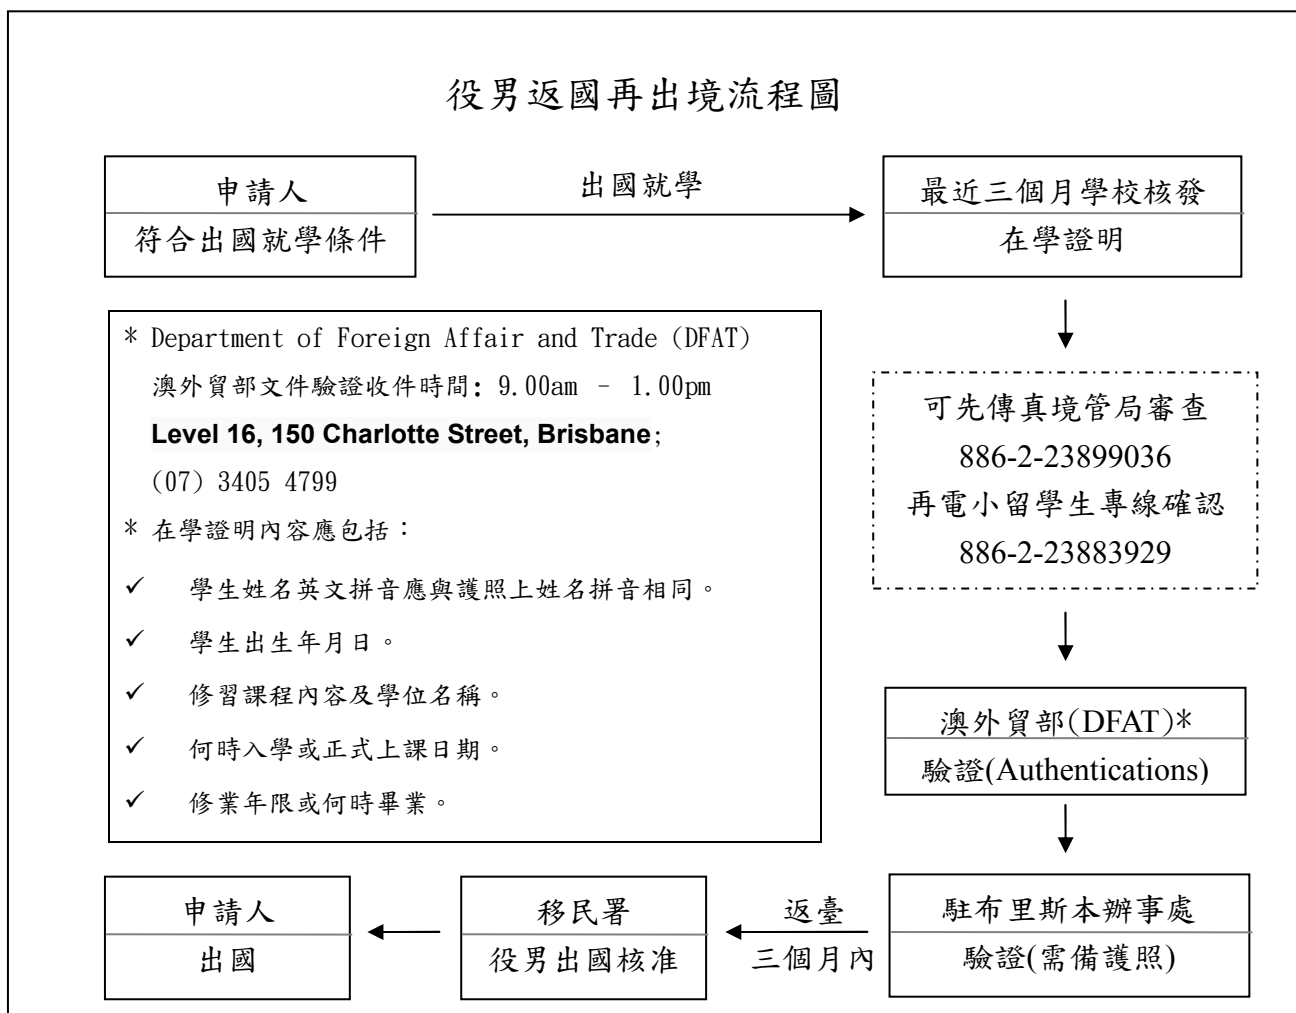 役男返國再出境流程圖
申請人
符合出國就學條件
出國就學
最近三個月學校核發
在學證明
* Department of Foreign Affair and Trade (DFAT)
澳外貿部文件驗證收件時間: 9.00am – 1.00pm
Level 16, 150 Charlotte Street, Brisbane;
(07) 3405 4799
* 在學證明內容應包括：
✓ 學生姓名英文拼音應與護照上姓名拼音相同。
✓ 學生出生年月日。
✓ 修習課程內容及學位名稱。
✓ 何時入學或正式上課日期。
✓ 修業年限或何時畢業。
可先傳真境管局審查
886-2-23899036
再電小留學生專線確認
886-2-23883929
澳外貿部(DFAT)*
驗證(Authentications)
駐布里斯本辦事處
驗證(需備護照)
返臺
三個月內
移民署
役男出國核准
申請人
出國